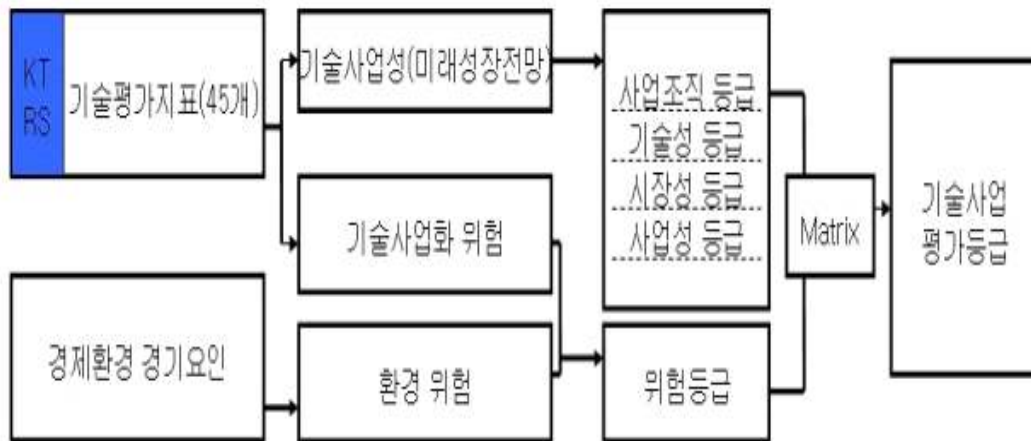 KT
RS
기술평가지표(45개)
기술사업성(미래성장전망)
사업조직 등급
기술성 등급
시장성 등급
사업성 등급
기술사업화 위험
Matrix
기술사업
평가등급
경제환경 경기요인
환경 위험
위험등급